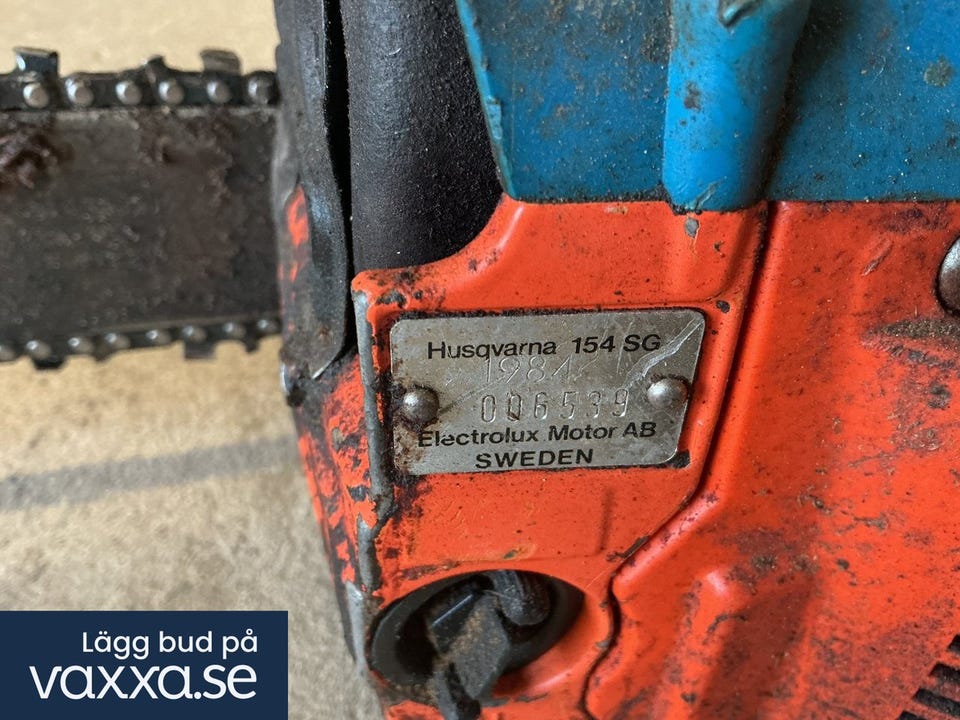 Husqvarna 154 SG
1984
006539
Electrolux Motor AB
SWEDEN
Lägg bud på
vaxxa.se